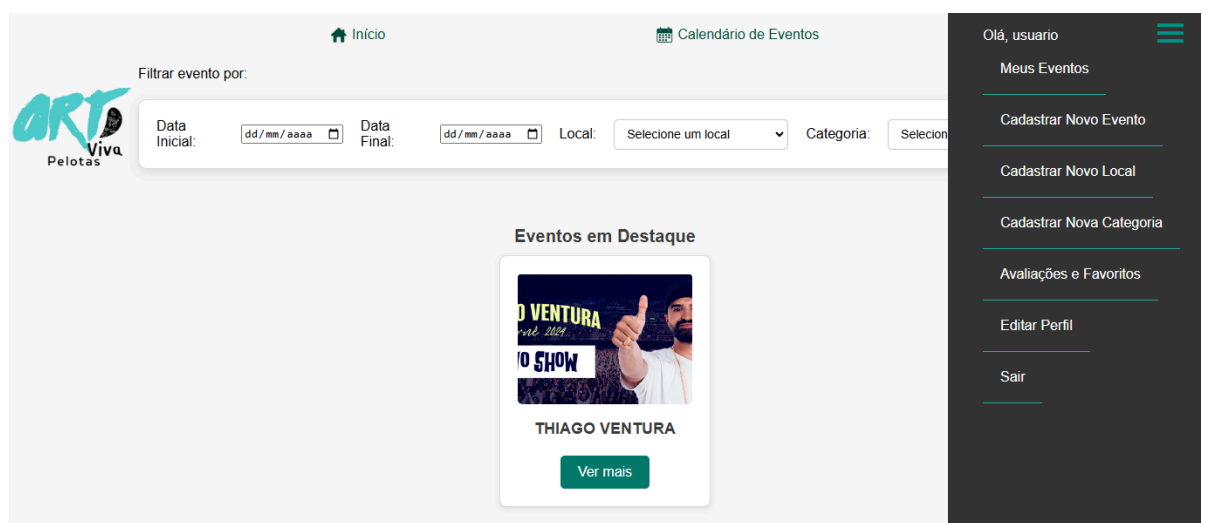 Início
Calendário de Eventos
Olá, usuario
Filtrar evento por:
ART
Viva
Pelotas
Data Inicial:
dd/mm/aaaa
Data Final:
dd/mm/aaaa
Local:
Selecione um local
Categoria:
Selecion
Meus Eventos
Cadastrar Novo Evento
Cadastrar Novo Local
Cadastrar Nova Categoria
Avaliações e Favoritos
Editar Perfil
Sair
Eventos em Destaque
O VENTURA
2024
O SHOW
THIAGO VENTURA
Ver mais